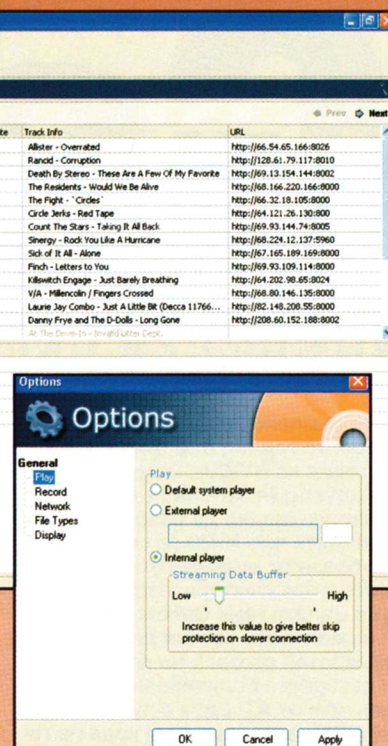 Prev Next
te Track Info URL
Allister - Overrated http://66.54.65.166:8026
Rancid - Corruption http://128.61.79.117:8010
Death By Stereo - These Are A Few Of My Favorite http://69.13.154.144:8002
The Residents - Would We Be Alive http://68.166.220.166:8000
The Fight - `Circles` http://66.32.18.105:8000
Circle Jerks - Red Tape http://64.121.26.130:800
Count The Stars - Taking It All Back http://69.93.144.74:8005
Sinergy - Rock You Like A Hurricane http://68.224.12.137:5960
Sick of It All - Alone http://67.165.189.169:8000
Finch - Letters to You http://69.93.109.114:8000
Killswitch Engage - Just Barely Breathing http://64.202.98.65:8024
V/A - Millencolin / Fingers Crossed http://68.80.146.135:8000
Laurie Jay Combo - Just A Little Bit (Decca 11766... http://82.148.208.55:8000
Danny Frye and The D-Dolls - Long Gone http://208.60.152.188:8002
At The Drive-In - Invalid Litter Dept.
Options
Options
General
Play
Record
Network
File Types
Display
Play
Default system player
External player
...
Internal player
Streaming Data Buffer
Low High
Increase this value to give better skip
protection on slower connection
OK Cancel Apply